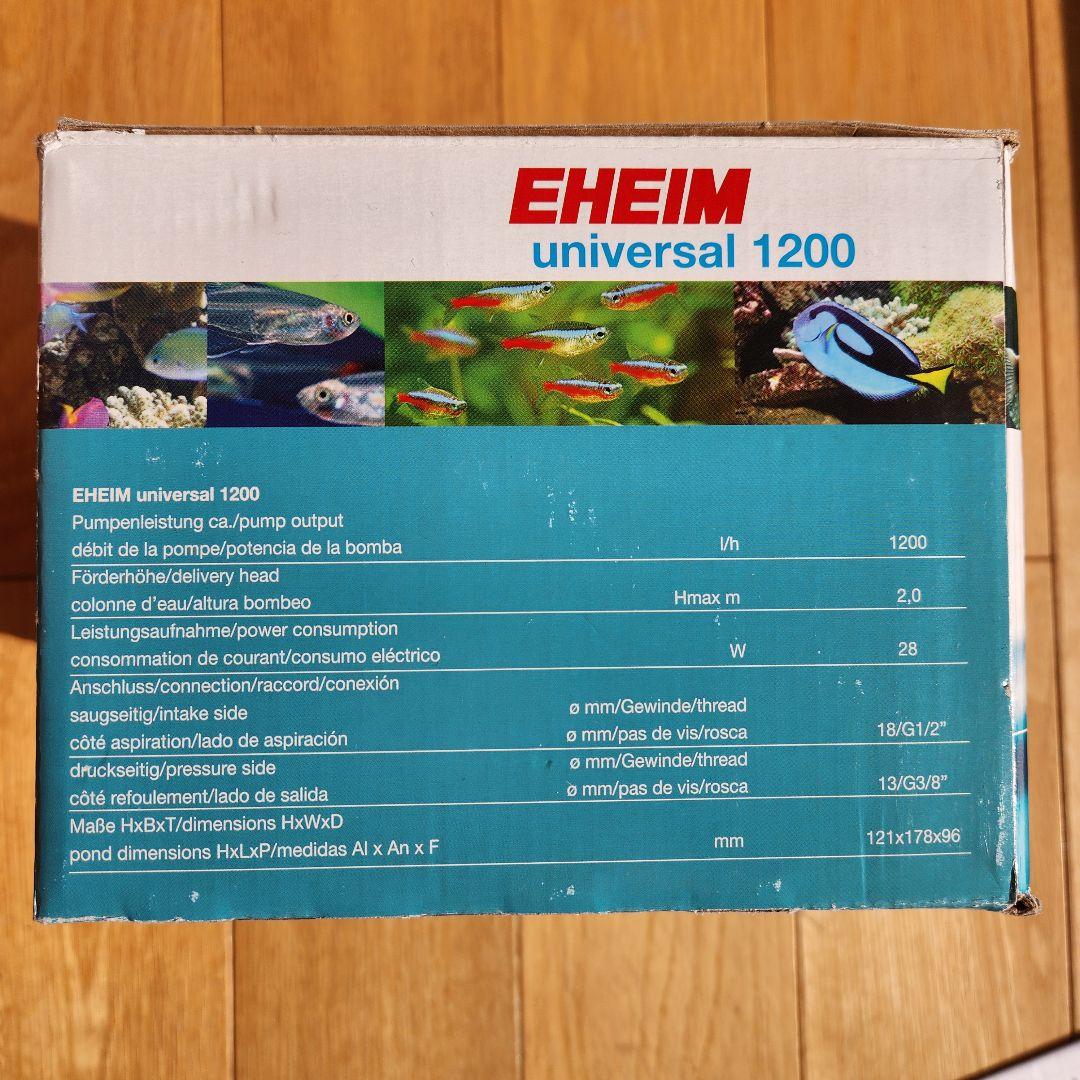 EHEIM
universal 1200
EHEIM universal 1200
Pumpenleistung ca./pump output
débit de la pompe/potencia de la bomba l/h 1200
Förderhöhe/delivery head
colonne d'eau/altura bombeo Hmax m 2,0
Leistungsaufnahme/power consumption
consommation de courant/consumo eléctrico W 28
Anschluss/connection/raccord/conexión
saugseitig/intake side ø mm/Gewinde/thread
côté aspiration/lado de aspiración ø mm/pas de vis/rosca 18/G1/2"
druckseitig/pressure side ø mm/Gewinde/thread
côté refoulement/lado de salida ø mm/pas de vis/rosca 13/G3/8"
Maße HxBxT/dimensions HxWxD
pond dimensions HxLxP/medidas Al x An x F mm 121x178x96